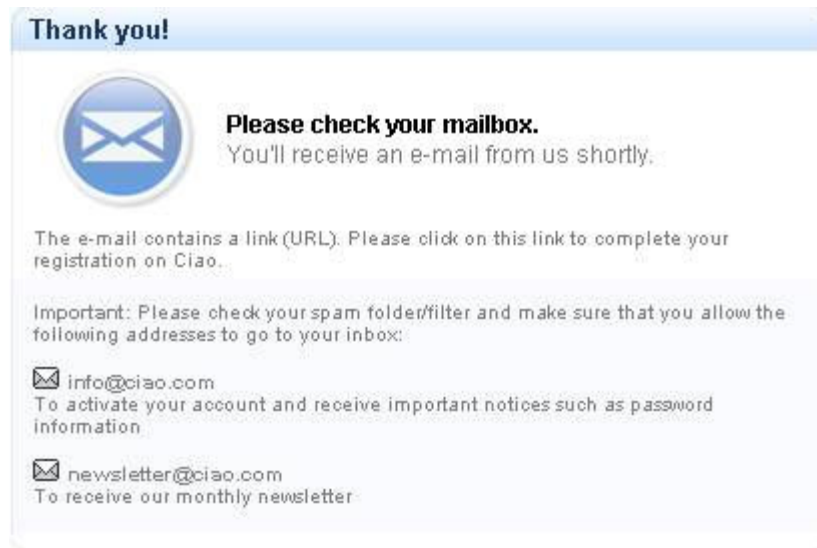 Thank you!
Please check your mailbox.
You'll receive an e-mail from us shortly.
The e-mail contains a link (URL). Please click on this link to complete your
registration on Ciao.
Important: Please check your spam folder/filter and make sure that you allow the
following addresses to go to your inbox:
info@ciao.com
To activate your account and receive important notices such as password
information
newsletter@ciao.com
To receive our monthly newsletter